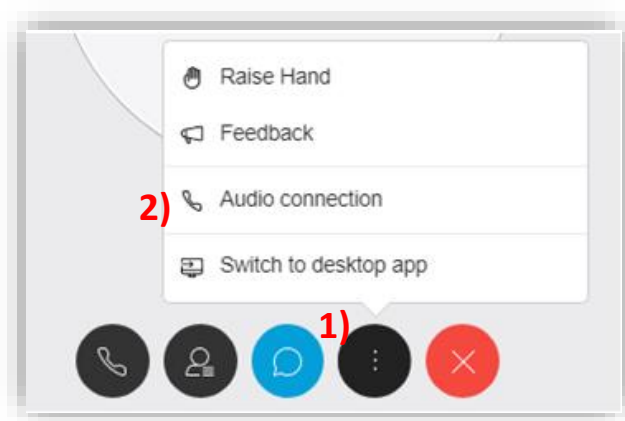 Raise Hand
Feedback
2) Audio connection
Switch to desktop app
1)